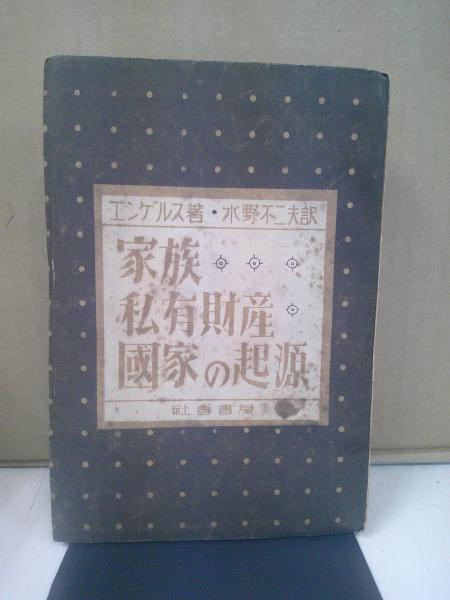 エンゲルス著・水野不二夫訳
家族
私有財産
國家の起源
社會書房